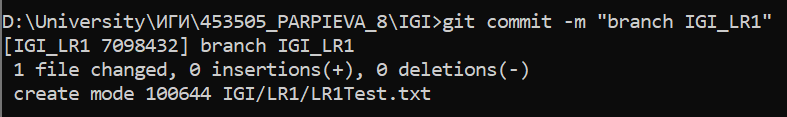 D:\University\ИГИ\453505_PARPIEVA_8\IGI>git commit -m "branch IGI_LR1"
[IGI_LR1 7098432] branch IGI_LR1
 1 file changed, 0 insertions(+), 0 deletions(-)
 create mode 100644 IGI/LR1/LR1Test.txt